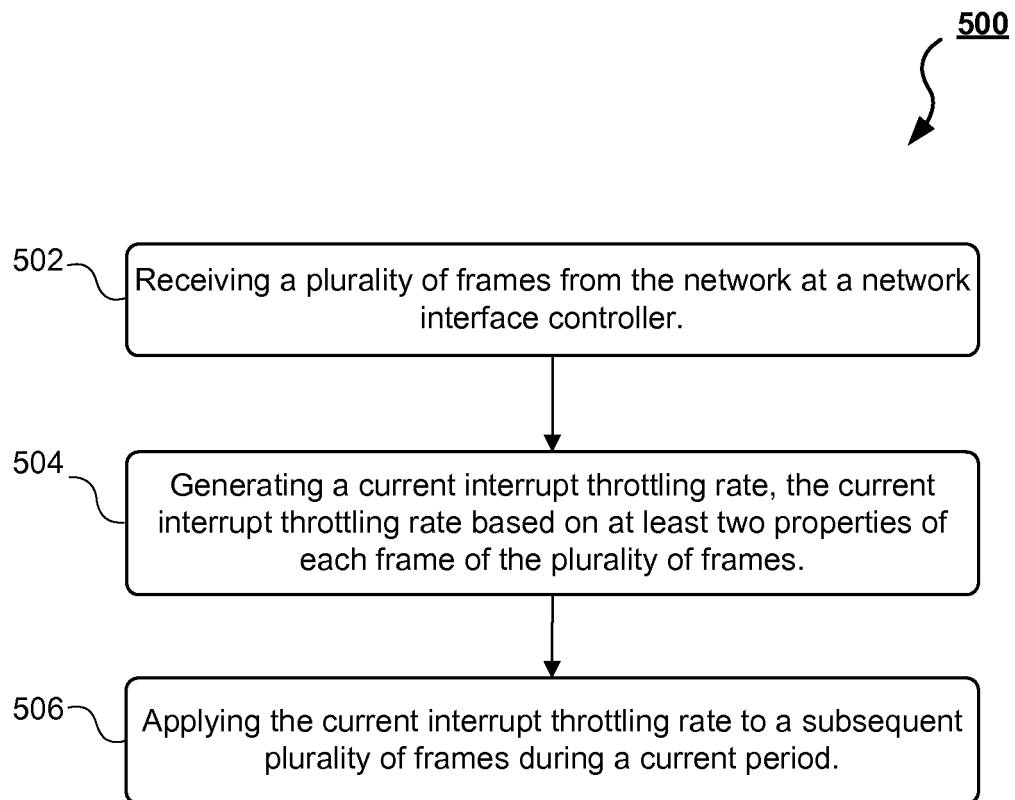 500
502
Receiving a plurality of frames from the network at a network
interface controller.
504
Generating a current interrupt throttling rate, the current
interrupt throttling rate based on at least two properties of
each frame of the plurality of frames.
506
Applying the current interrupt throttling rate to a subsequent
plurality of frames during a current period.